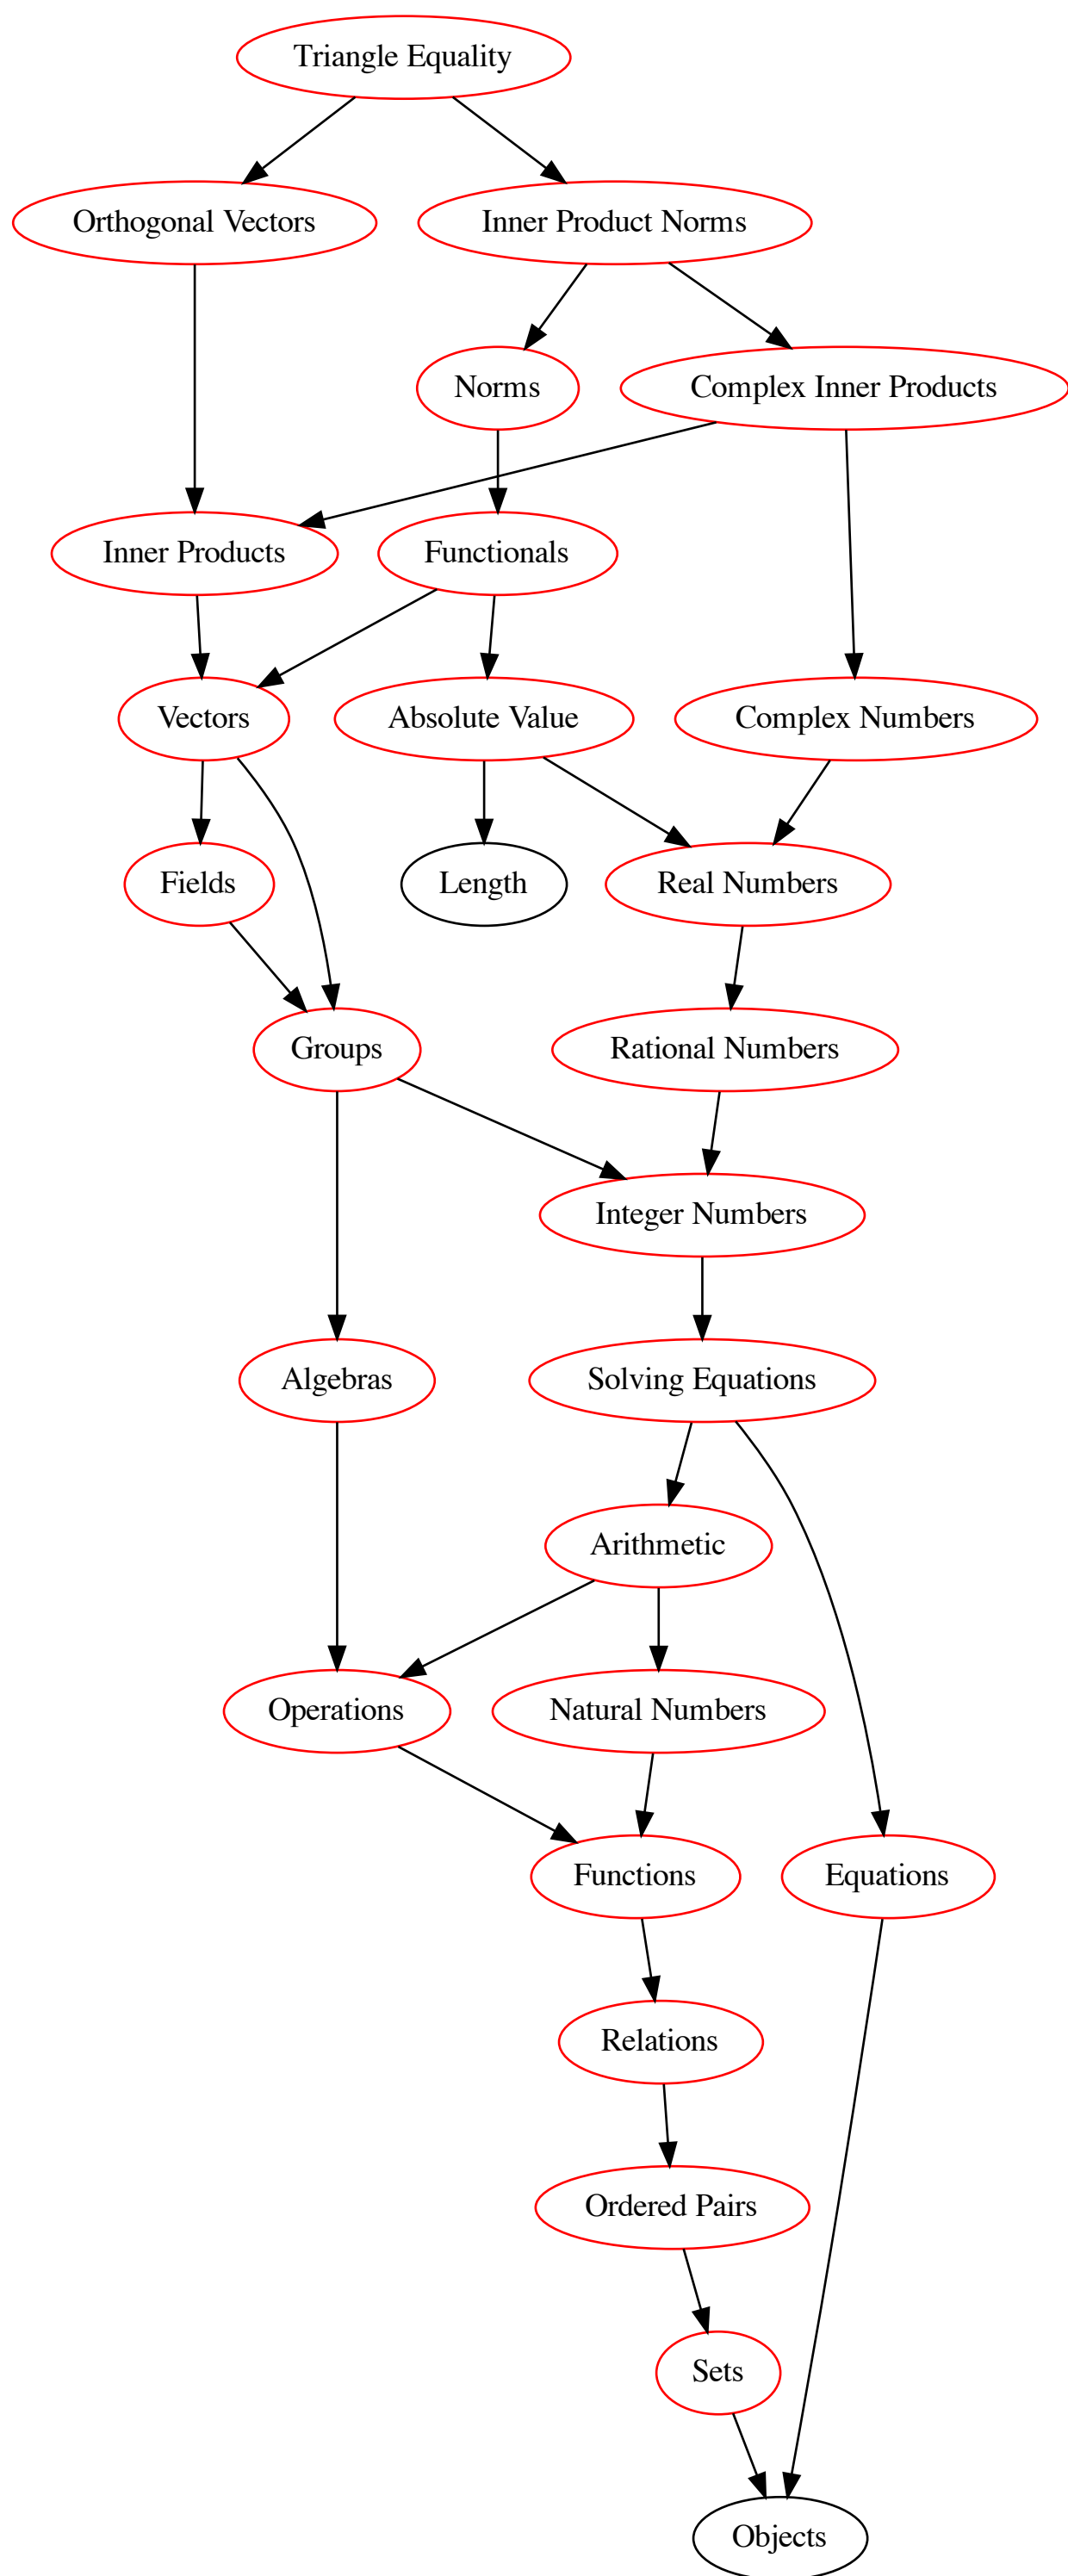 Triangle Equality
Orthogonal Vectors
Inner Product Norms
Norms
Complex Inner Products
Inner Products
Functionals
Vectors
Absolute Value
Complex Numbers
Fields
Length
Real Numbers
Groups
Rational Numbers
Integer Numbers
Algebras
Solving Equations
Arithmetic
Operations
Natural Numbers
Functions
Equations
Relations
Ordered Pairs
Sets
Objects